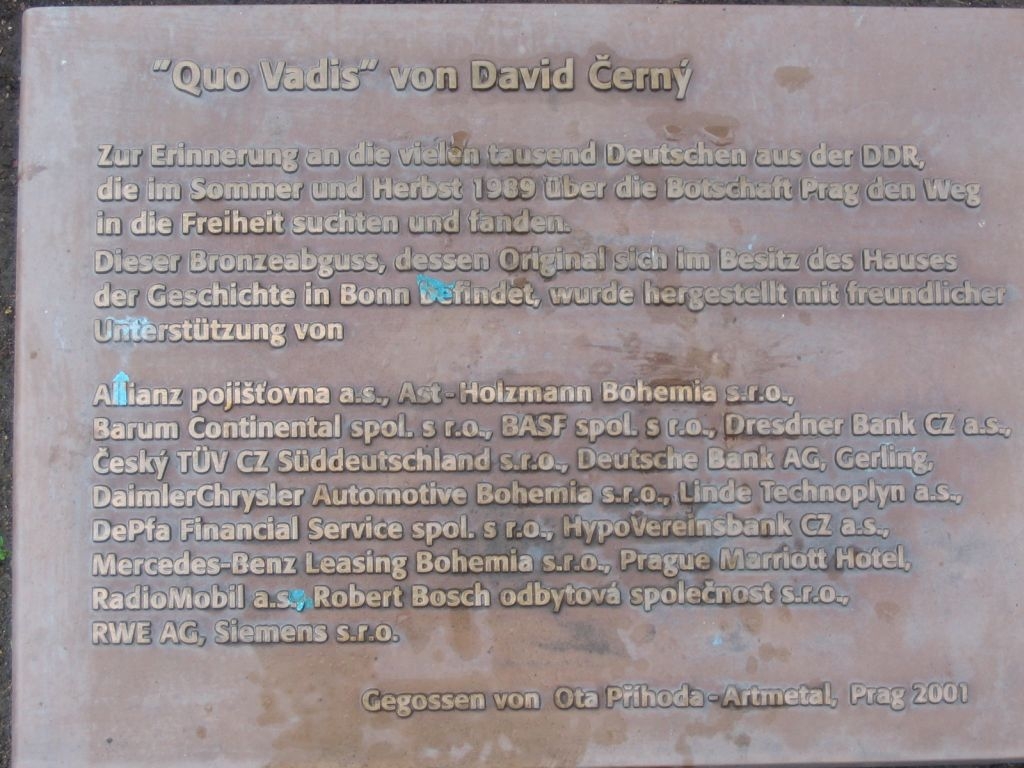 "Quo Vadis" von David Černý
Zur Erinnerung an die vielen tausend Deutschen aus der DDR,
die im Sommer und Herbst 1989 über die Botschaft Prag den Weg
in die Freiheit suchten und fanden.
Dieser Bronzeabguss, dessen Original sich im Besitz des Hauses
der Geschichte in Bonn befindet, wurde hergestellt mit freundlicher
Unterstützung von
Allianz pojišťovna a.s., Ast-Holzmann Bohemia s.r.o.,
Barum Continental spol. s r.o., BASF spol. s r.o., Dresdner Bank CZ a.s.,
Český TÜV CZ Süddeutschland s.r.o., Deutsche Bank AG, Gerling,
DaimlerChrysler Automotive Bohemia s.r.o., Linde Technoplyn a.s.,
DePfa Financial Service spol. s r.o., HypoVereinsbank CZ a.s.,
Mercedes-Benz Leasing Bohemia s.r.o., Prague Marriott Hotel,
RadioMobil a.s., Robert Bosch odbytová společnost s.r.o.,
RWE AG, Siemens s.r.o.
Gegossen von Ota Příhoda-Artmetal, Prag 2001